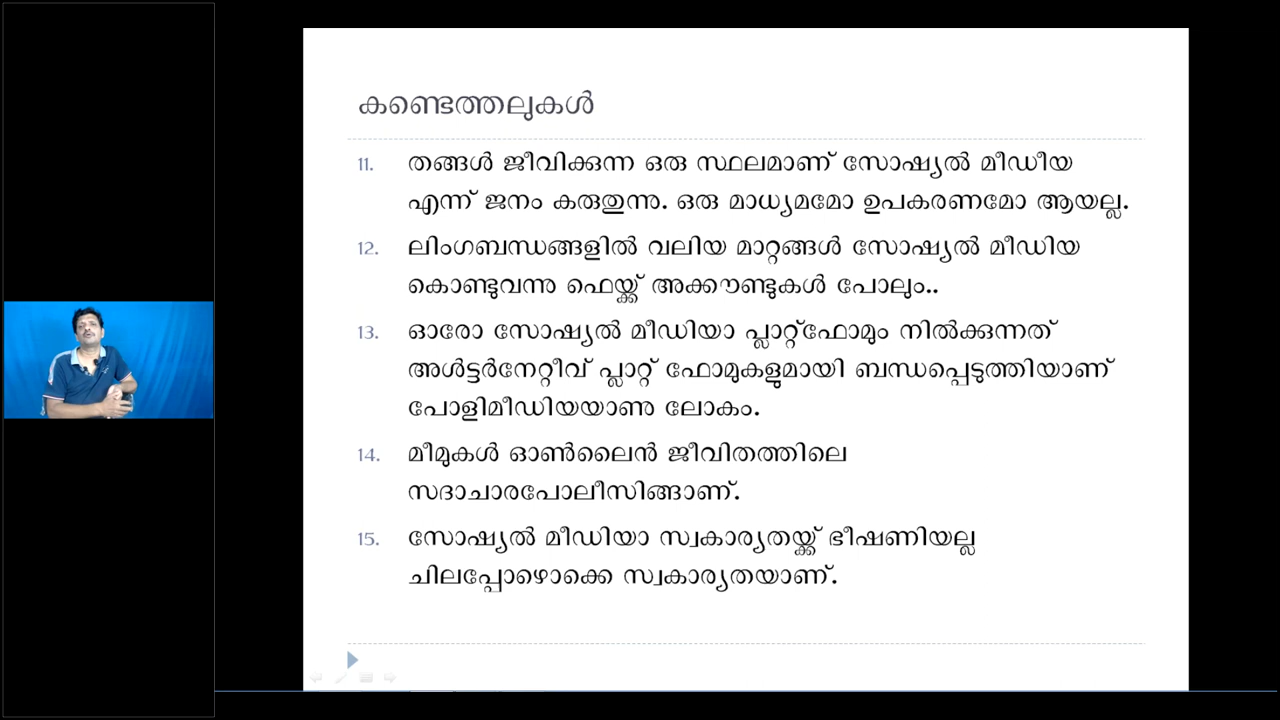 കണ്ടെത്തലുകൾ
11. തങ്ങൾ ജീവിക്കുന്ന ഒരു സ്ഥലമാണ് സോഷ്യൽ മീഡീയ
എന്ന് ജനം കരുതുന്നു. ഒരു മാധ്യമമോ ഉപകരണമോ ആയല്ല.
12. ലിംഗബന്ധങ്ങളിൽ വലിയ മാറ്റങ്ങൾ സോഷ്യൽ മീഡിയ
കൊണ്ടുവന്നു ഫെയ്ക്ക് അക്കൗണ്ടുകൾ പോലും..
13. ഓരോ സോഷ്യൽ മീഡിയാ പ്ലാറ്റ്ഫോമും നിൽക്കുന്നത്
അൾട്ടർനേറ്റീവ് പ്ലാറ്റ് ഫോമുകളുമായി ബന്ധപ്പെടുത്തിയാണ്
പോളിമീഡിയയാണു ലോകം.
14. മീമുകൾ ഓൺലൈൻ ജീവിതത്തിലെ
സദാചാരപോലീസിങ്ങാണ്.
15. സോഷ്യൽ മീഡിയാ സ്വകാര്യതയ്ക്ക് ഭീഷണിയല്ല
ചിലപ്പോഴൊക്കെ സ്വകാര്യതയാണ്.